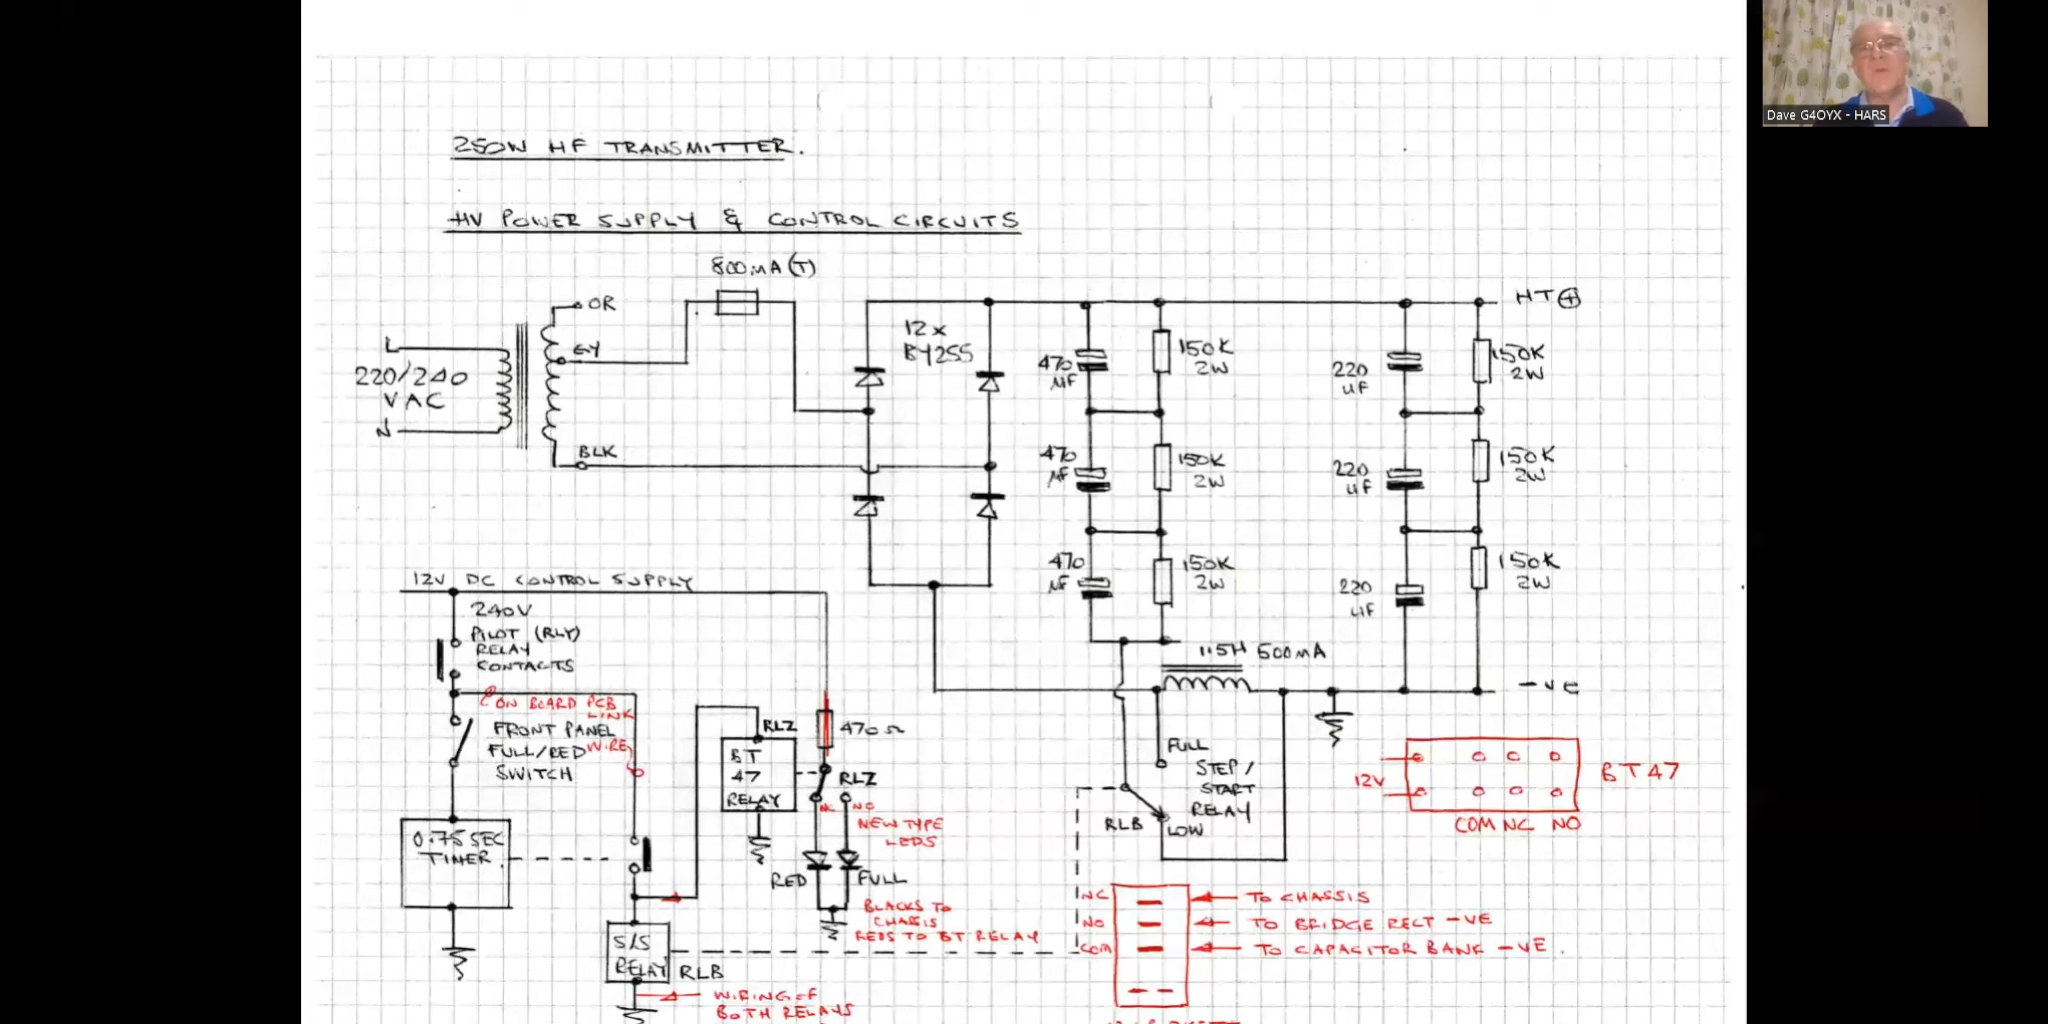 Dave G4OYX - HARS
250W HF TRANSMITTER.
HV POWER SUPPLY & CONTROL CIRCUITS
800MA (T)
OR
GY
BLK
L
220/240
VAC
N
12x
BY255
470
µF
150K
2W
470
µF
150K
2W
470
µF
150K
2W
220
uF
150K
2W
220
uF
150K
2W
220
uF
150K
2W
HT +
-VE
1.5H 500MA
12V DC CONTROL SUPPLY
240V
PILOT (RLY)
RELAY
CONTACTS
ON BOARD PCB
LINK
FRONT PANEL
FULL/RED
SWITCH
WIRE
0.75 SEC
TIMER
S/S
RELAY
RLB
WIRING OF
BOTH RELAYS
RLZ
BT
47
RELAY
470Ω
RLZ
NC
NO
NEW TYPE
LEDS
RED
FULL
BLACKS TO
CHASSIS
REDS TO BT RELAY
FULL
STEP/
START
RELAY
RLB
LOW
12V
BT47
COM NC NO
NC
NO
COM
TO CHASSIS
TO BRIDGE RECT -VE
TO CAPACITOR BANK -VE.